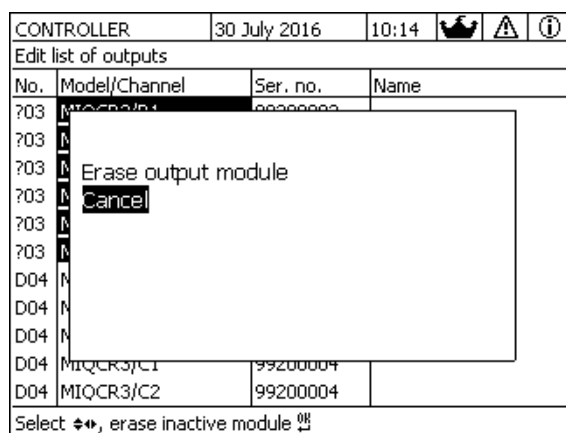 CONTROLLER 30 July 2016 10:14
Edit list of outputs
No. Model/Channel Ser. no. Name
?03
?03
?03
?03
?03
?03
D04
D04
D04
D04 MIQCR3/C1 99200004
D04 MIQCR3/C2 99200004
Erase output module
Cancel
Select, erase inactive module OK